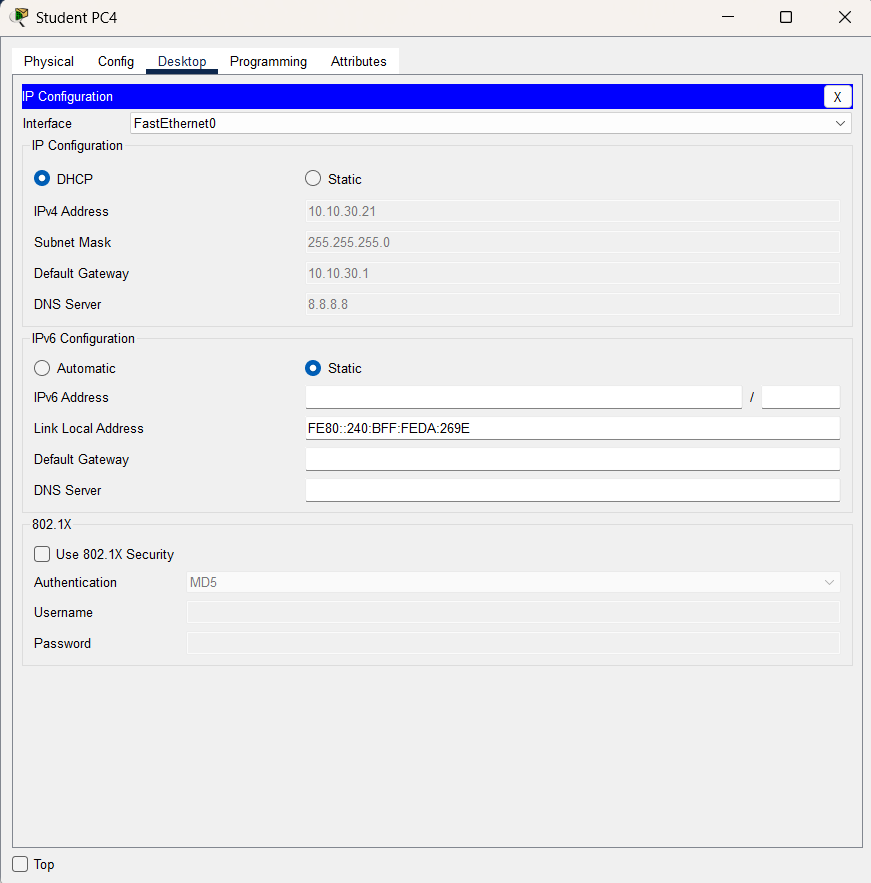 Student PC4
Physical Config Desktop Programming Attributes
IP Configuration X
Interface FastEthernet0
IP Configuration
DHCP Static
IPv4 Address 10.10.30.21
Subnet Mask 255.255.255.0
Default Gateway 10.10.30.1
DNS Server 8.8.8.8
IPv6 Configuration
Automatic Static
IPv6 Address /
Link Local Address FE80::240:BFF:FEDA:269E
Default Gateway
DNS Server
802.1X
Use 802.1X Security
Authentication MD5
Username
Password
Top